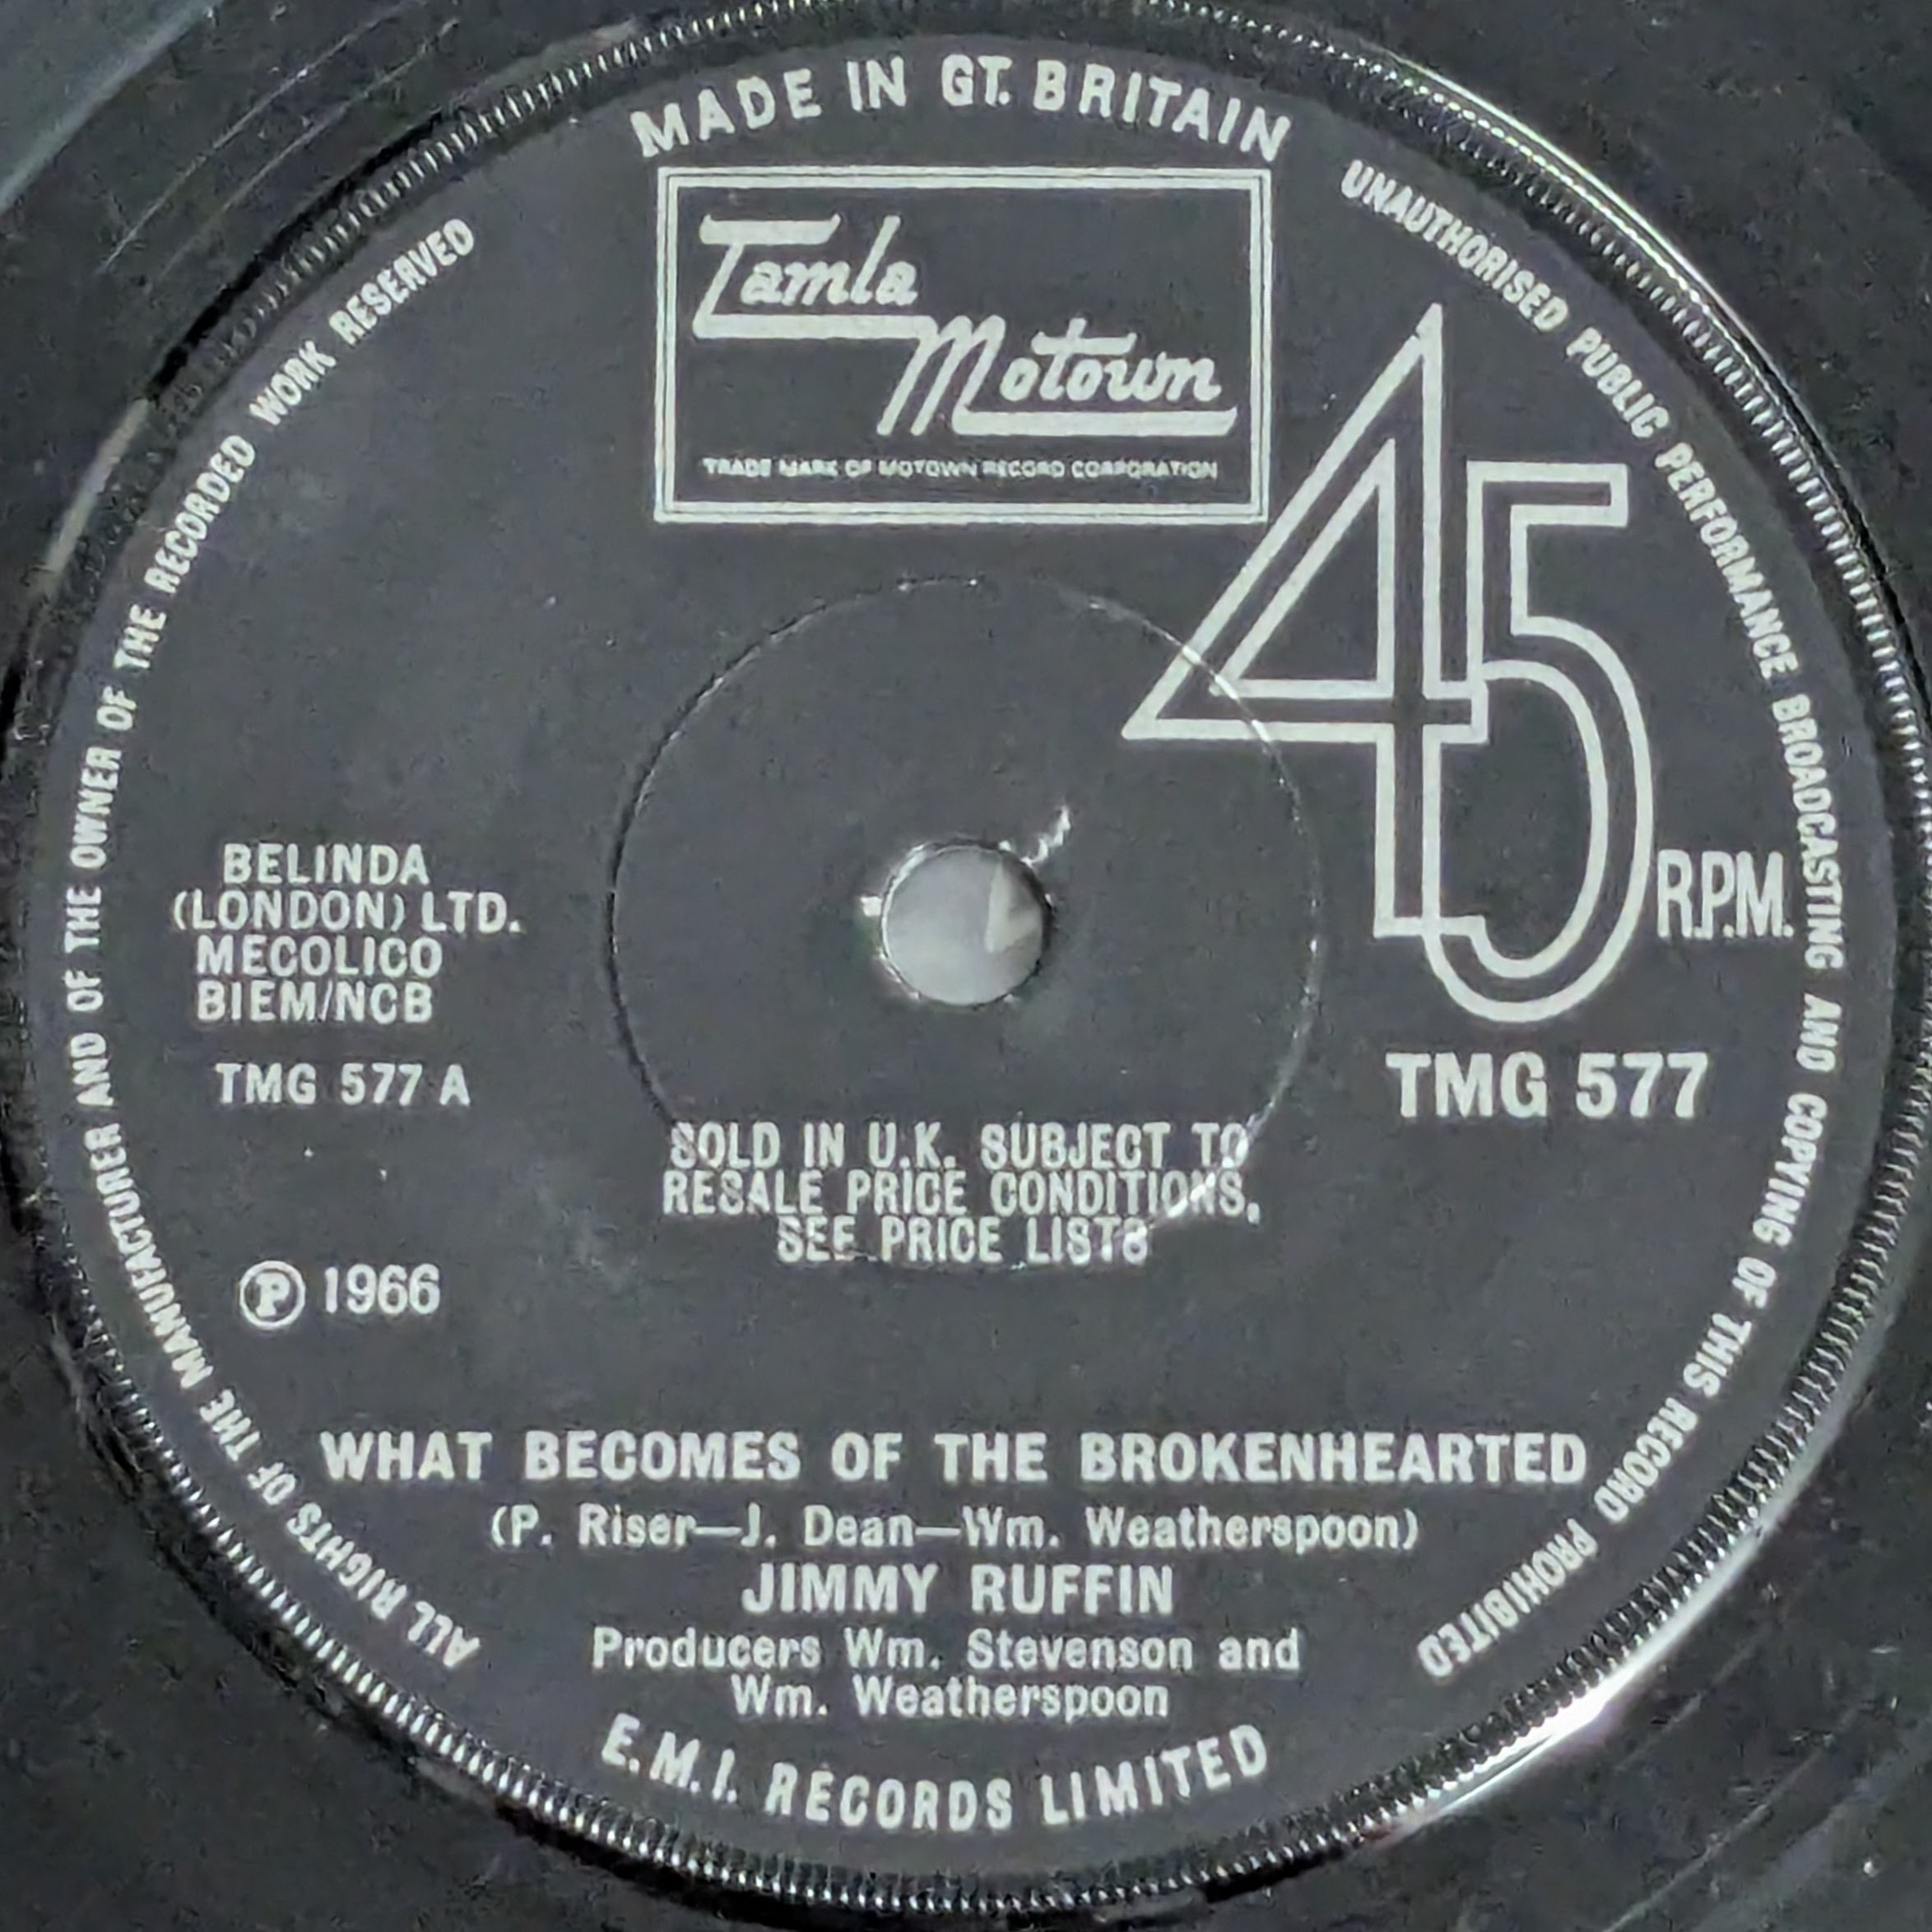 MADE IN GT. BRITAIN
Tamla
Motown
TRADE MARK OF MOTOWN RECORD CORPORATION
45
R.P.M.
BELINDA
(LONDON) LTD.
MECOLICO
BIEM/NCB
TMG 577 A
TMG 577
SOLD IN U.K. SUBJECT TO
RESALE PRICE CONDITIONS,
SEE PRICE LISTS
Ⓟ 1966
WHAT BECOMES OF THE BROKENHEARTED
(P. Riser—J. Dean—Wm. Weatherspoon)
JIMMY RUFFIN
Producers Wm. Stevenson and
Wm. Weatherspoon
E.M.I. RECORDS LIMITED
ALL RIGHTS OF THE MANUFACTURER AND OF THE OWNER OF THE RECORDED WORK RESERVED
UNAUTHORISED PUBLIC PERFORMANCE BROADCASTING AND COPYING OF THIS RECORD PROHIBITED